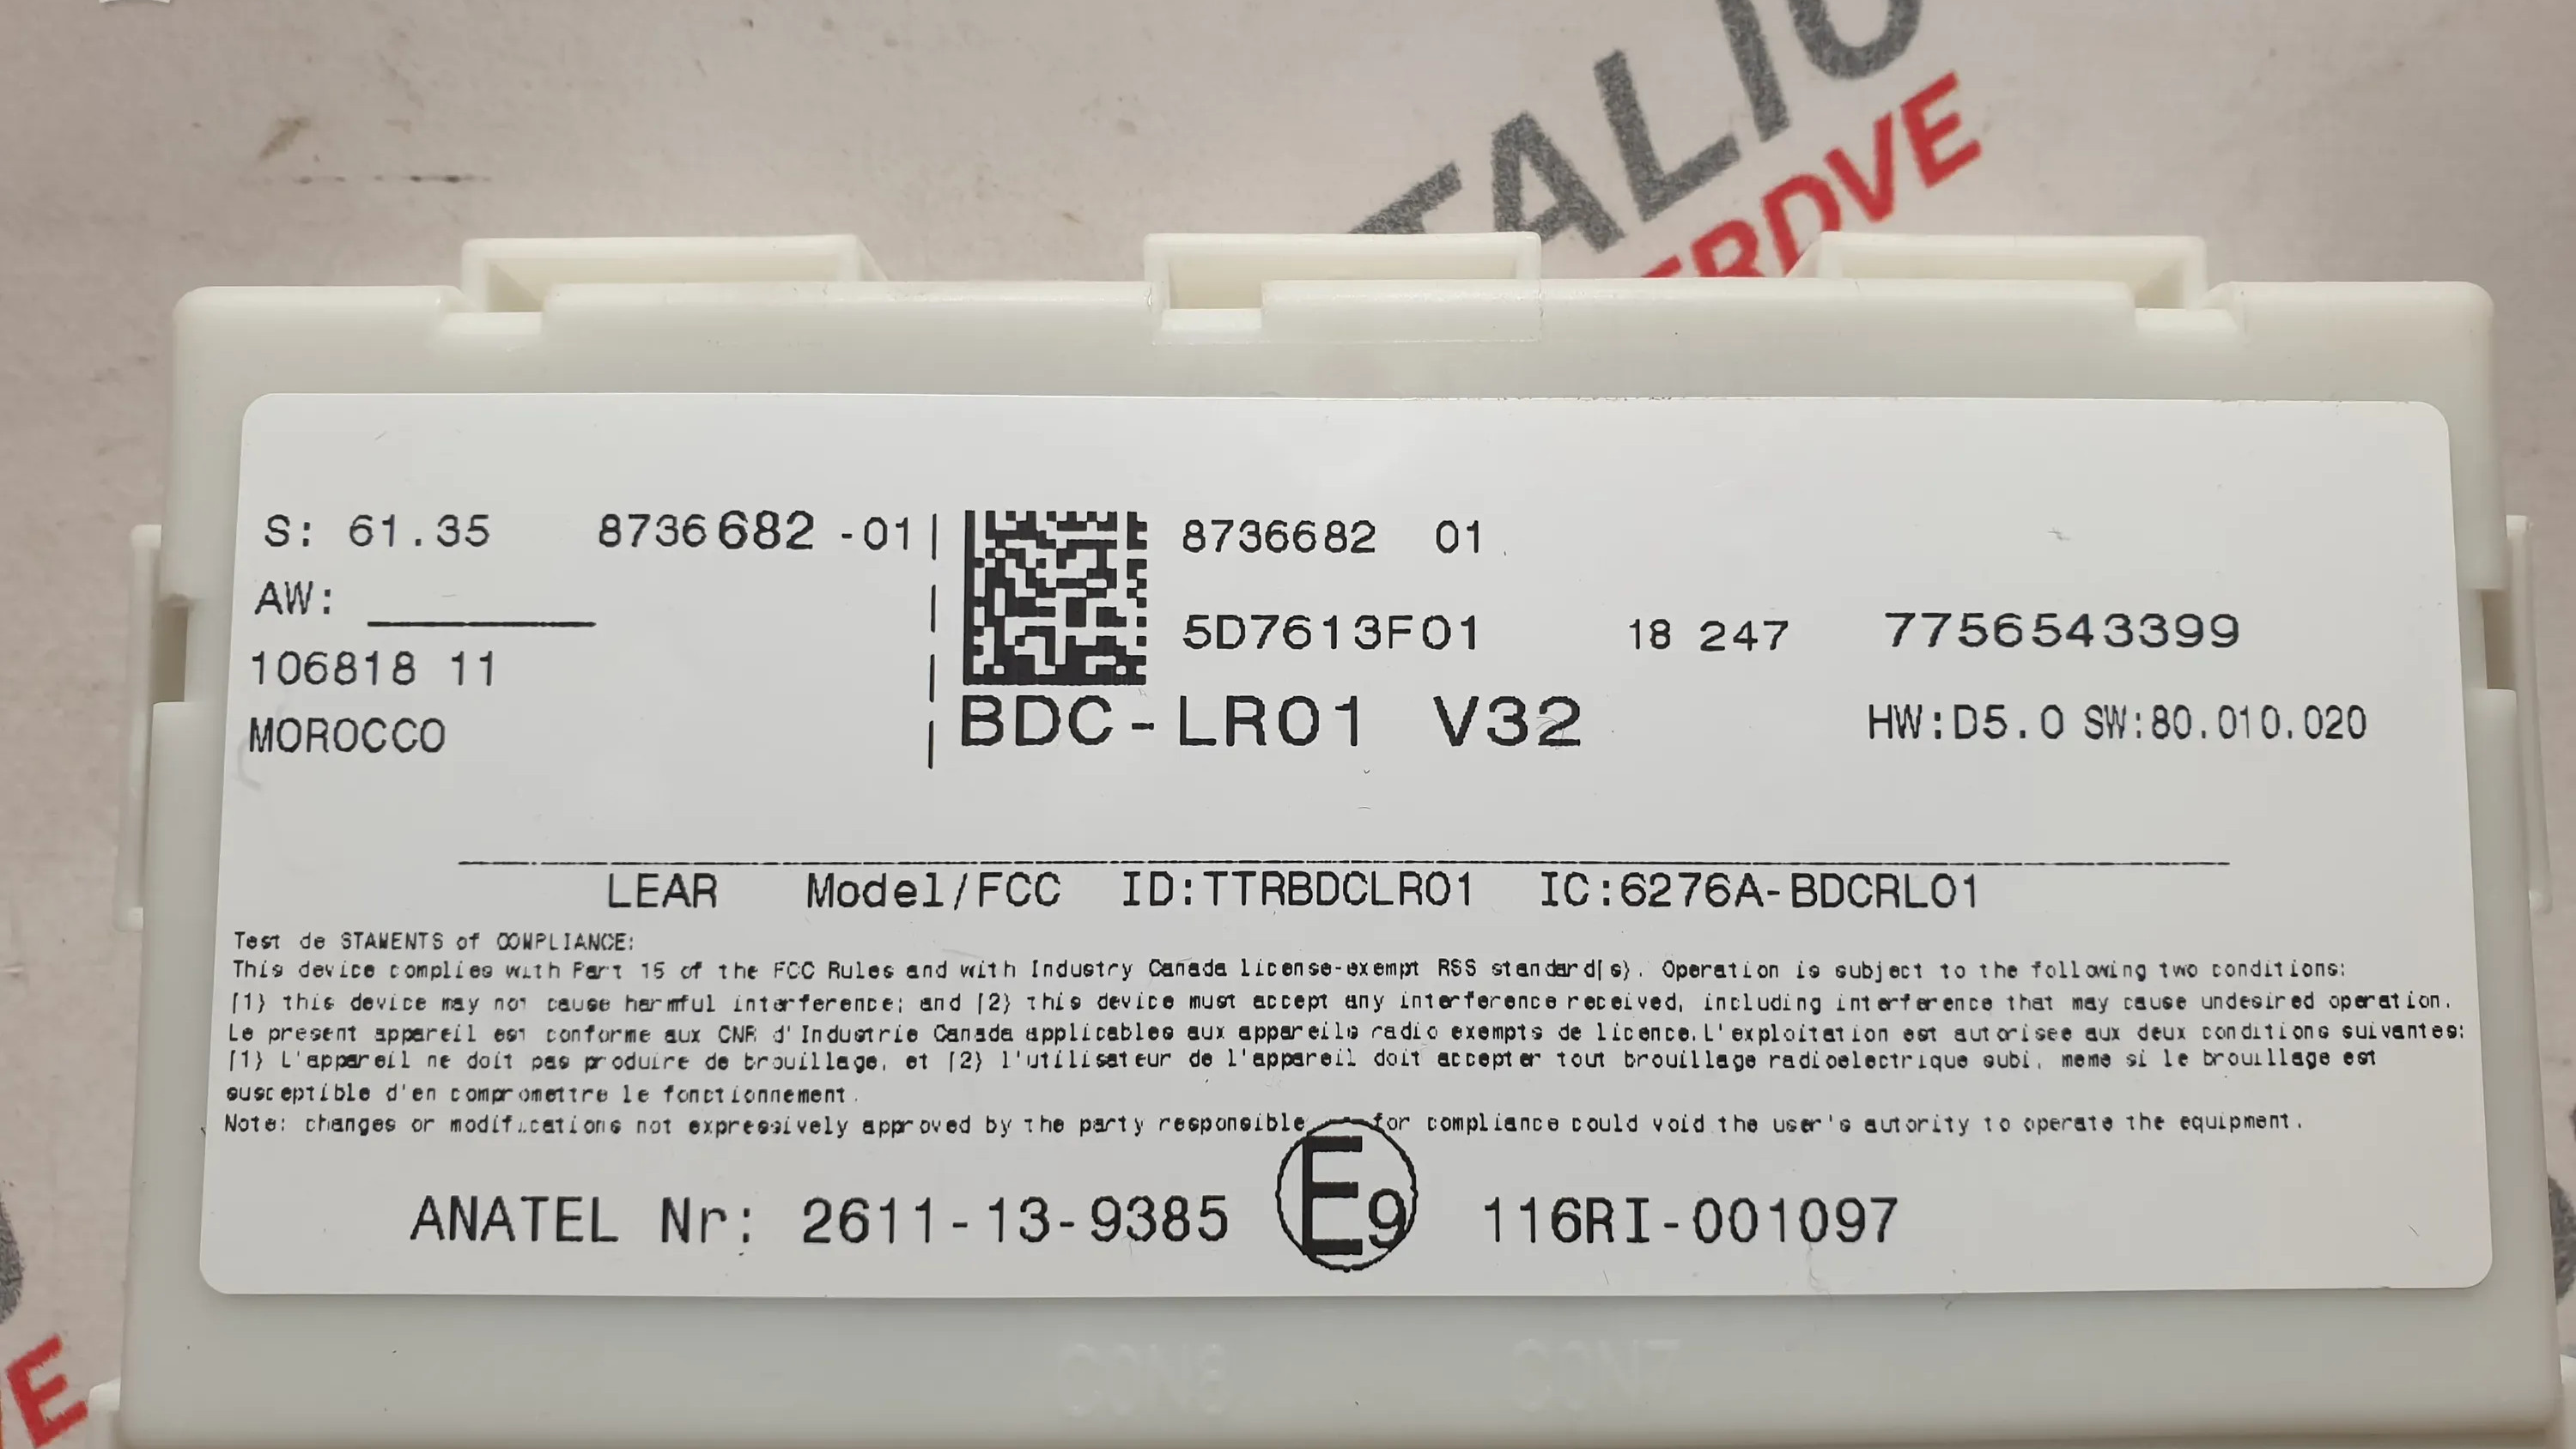 TALIC
ERDVE
S: 61.35 8736682 -01
AW:
106818 11
MOROCCO
8736682 01
5D7613F01 18 247 7756543399
BDC-LR01 V32 HW:D5.0 SW:80.010.020
LEAR Model/FCC ID:TTRBDCLR01 IC:6276A-BDCRL01
Test de STAMENTS of COMPLIANCE:
This device complies with Part 15 of the FCC Rules and with Industry Canada license-exempt RSS standard(s). Operation is subject to the following two conditions:
(1) this device may not cause harmful interference; and (2) this device must accept any interference received, including interference that may cause undesired operation.
Le present appareil est conforme aux CNR d'Industrie Canada applicables aux appareils radio exempts de licence.L'exploitation est autorisee aux deux conditions suivantes:
(1) L'appareil ne doit pas produire de brouillage, et (2) l'utilisateur de l'appareil doit accepter tout brouillage radioelectrique subi, meme si le brouillage est
susceptible d'en compromettre le fonctionnement.
Note: changes or modifications not expressively approved by the party responsible for compliance could void the user's autority to operate the equipment.
ANATEL Nr: 2611-13-9385 E9 116RI-001097
CON8 CON7
E